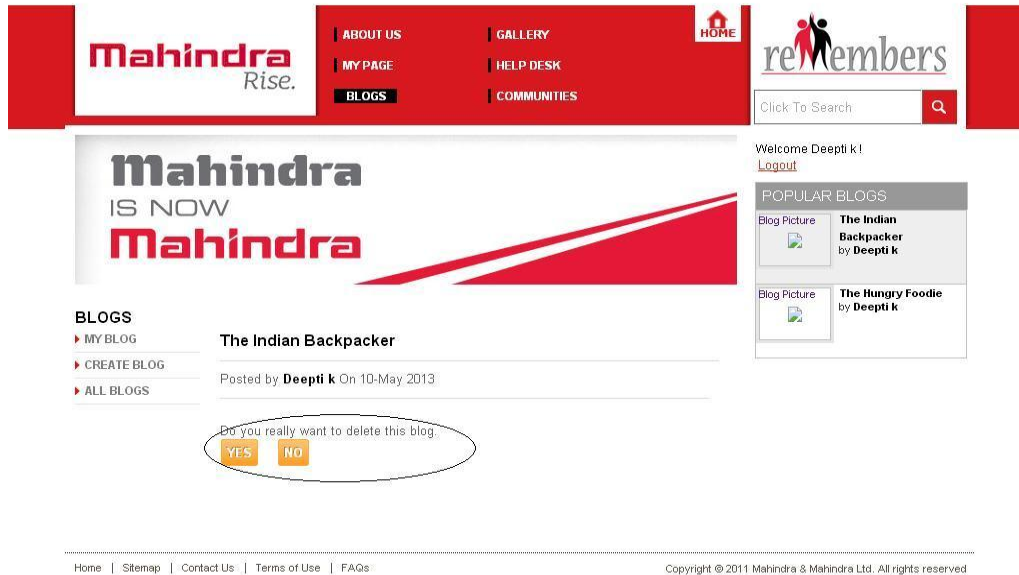 Mahindra
Rise.
ABOUT US
MY PAGE
BLOGS
GALLERY
HELP DESK
COMMUNITIES
HOME
reMembers
Click To Search
Mahindra
IS NOW
Mahindra
Welcome Deepti k !
Logout
POPULAR BLOGS
Blog Picture
The Indian
Backpacker
by Deepti k
Blog Picture
The Hungry Foodie
by Deepti k
BLOGS
MY BLOG
CREATE BLOG
ALL BLOGS
The Indian Backpacker
Posted by Deepti k On 10-May 2013
Do you really want to delete this blog.
YES NO
Home | Sitemap | Contact Us | Terms of Use | FAQs
Copyright © 2011 Mahindra & Mahindra Ltd. All rights reserved